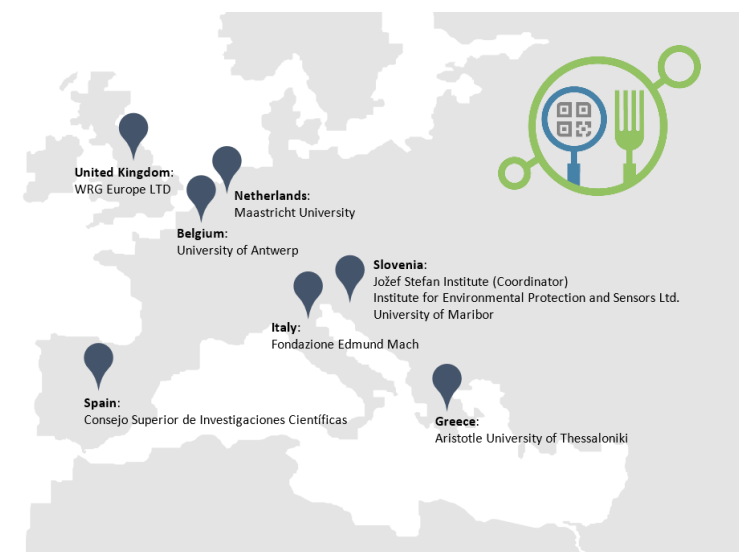 United Kingdom:
WRG Europe LTD
Netherlands:
Maastricht University
Belgium:
University of Antwerp
Slovenia:
Jožef Stefan Institute (Coordinator)
Institute for Environmental Protection and Sensors Ltd.
University of Maribor
Italy:
Fondazione Edmund Mach
Spain:
Consejo Superior de Investigaciones Científicas
Greece:
Aristotle University of Thessaloniki